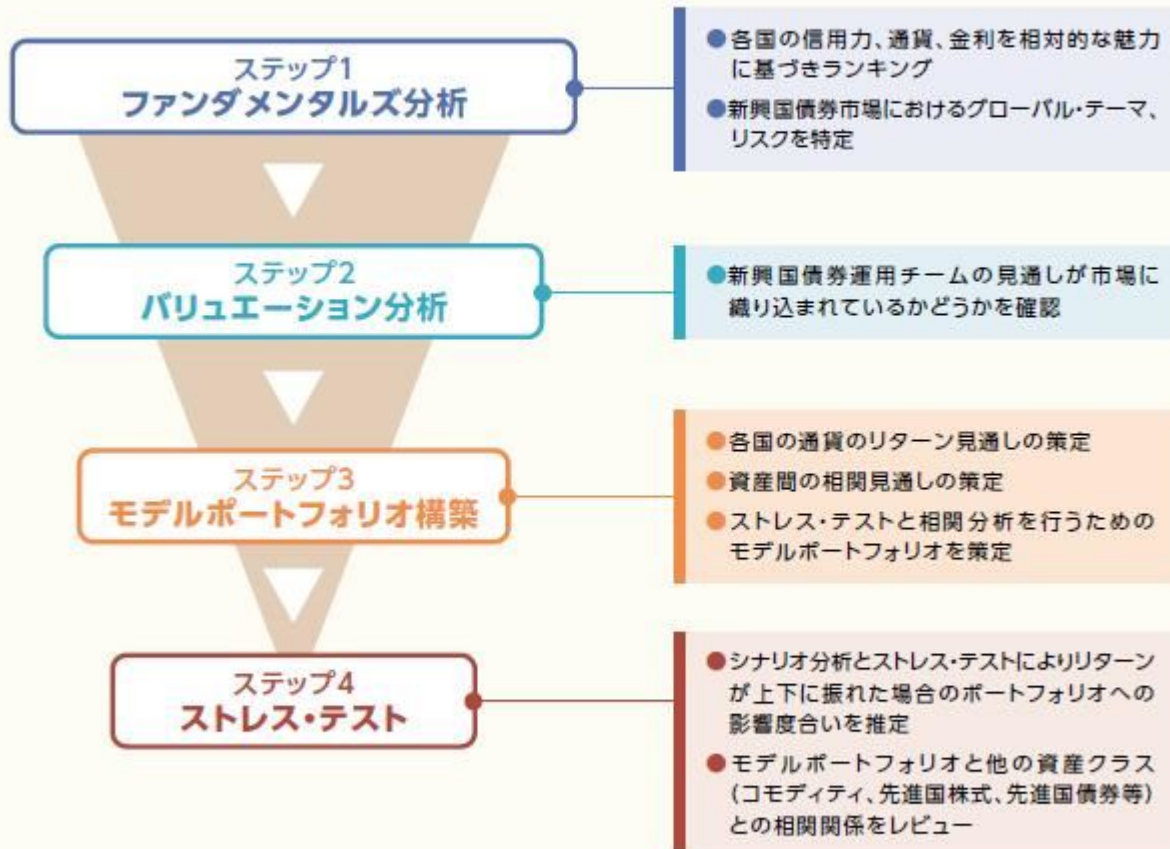 ステップ1
ファンダメンタルズ分析
●各国の信用力、通貨、金利を相対的な魅力
に基づきランキング
●新興国債券市場におけるグローバル・テーマ、
リスクを特定
ステップ2
バリュエーション分析
●新興国債券運用チームの見通しが市場に
織り込まれているかどうかを確認
ステップ3
モデルポートフォリオ構築
●各国の通貨のリターン見通しの策定
●資産間の相関見通しの策定
●ストレス・テストと相関分析を行うための
モデルポートフォリオを策定
ステップ4
ストレス・テスト
●シナリオ分析とストレス・テストによりリターン
が上下に振れた場合のポートフォリオへの
影響度合いを推定
●モデルポートフォリオと他の資産クラス
(コモディティ、先進国株式、先進国債券等)
との相関関係をレビュー